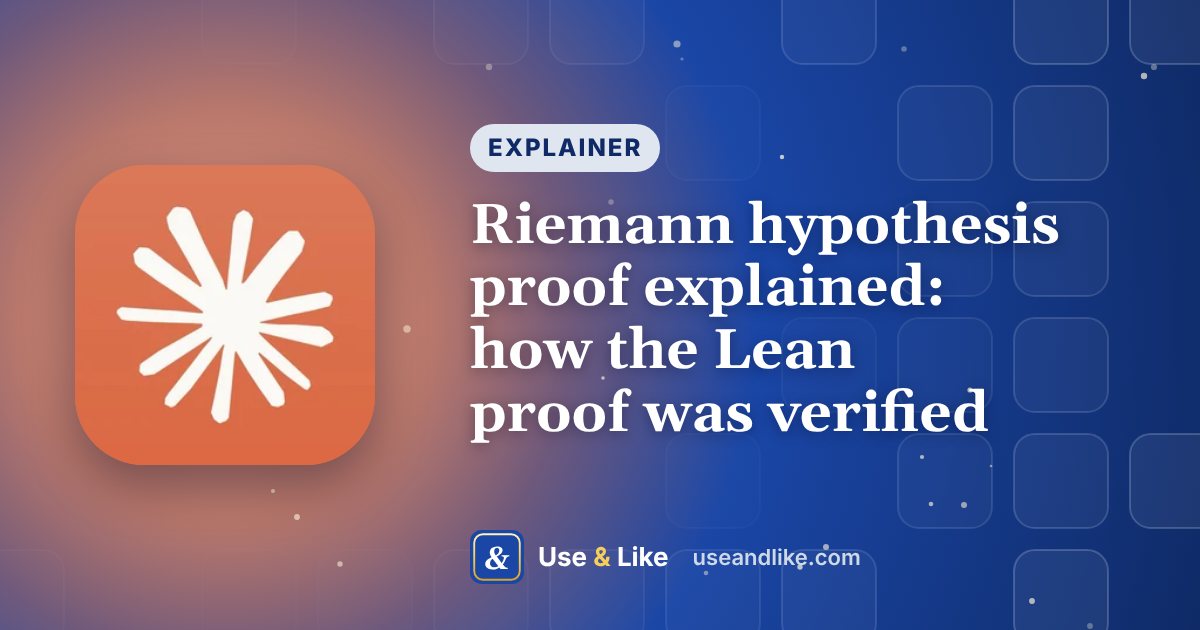 EXPLAINER
Riemann hypothesis
proof explained:
how the Lean
proof was verified
& Use & Like useandlike.com